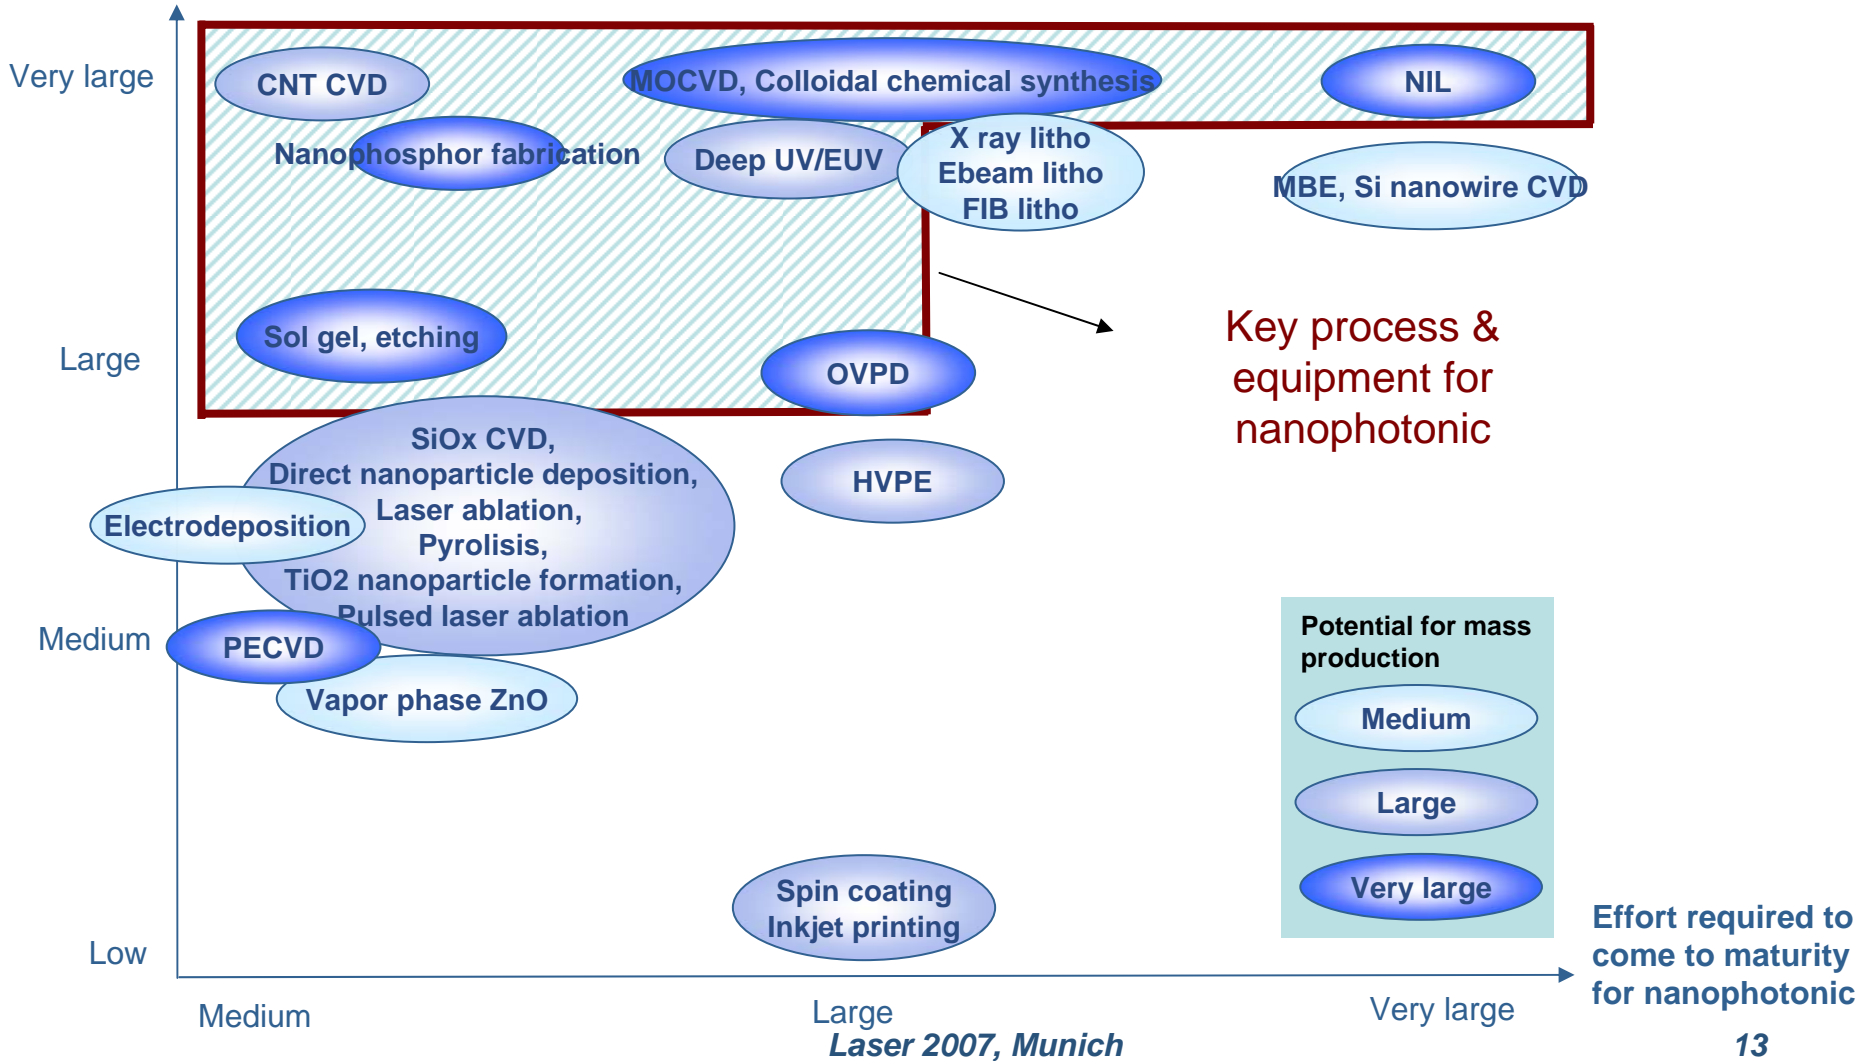 Very large
CNT CVD
MOCVD, Colloidal chemical synthesis
NIL
Nanophosphor fabrication
Deep UV/EUV
X ray litho
Ebeam litho
FIB litho
MBE, Si nanowire CVD
Large
Sol gel, etching
OVPD
Key process &
equipment for
nanophotonic
SiOx CVD,
Direct nanoparticle deposition,
Laser ablation,
Pyrolisis,
TiO2 nanoparticle formation,
Pulsed laser ablation
HVPE
Electrodeposition
Medium
PECVD
Vapor phase ZnO
Potential for mass
production
Medium
Large
Very large
Spin coating
Inkjet printing
Low
Effort required to
come to maturity
for nanophotonic
Medium
Large
Very large
Laser 2007, Munich
13